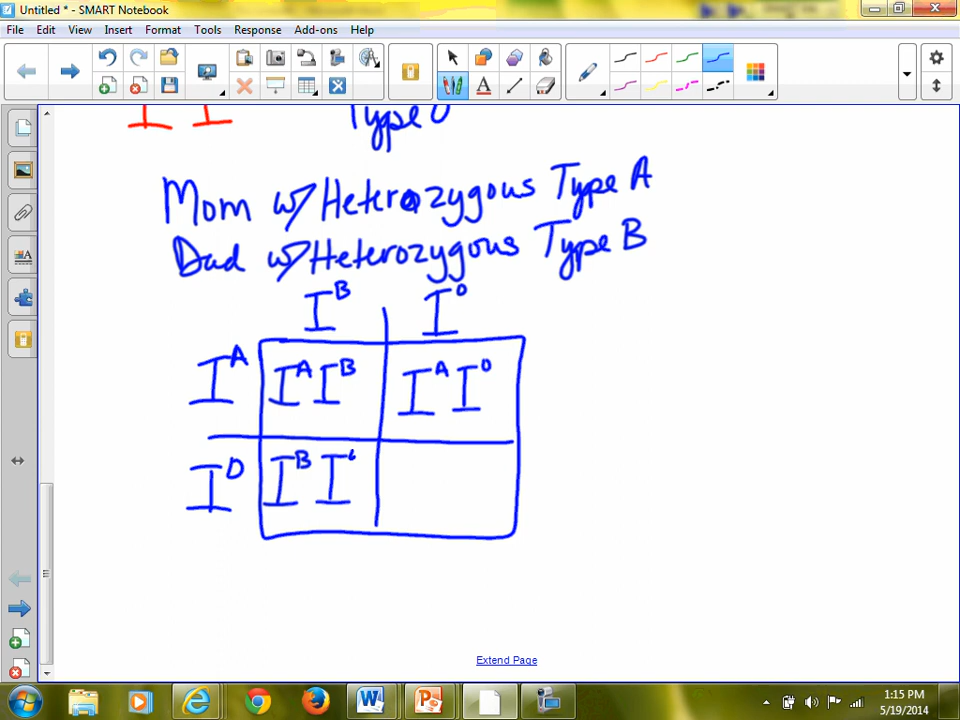 Untitled * - SMART Notebook
File Edit View Insert Format Tools Response Add-ons Help
I I Type O
Mom w/ Heterozygous Type A
Dad w/ Heterozygous Type B
I^B I^O
I^A I^A I^B I^A I^O
I^O I^B I^O
Extend Page
1:15 PM
5/19/2014